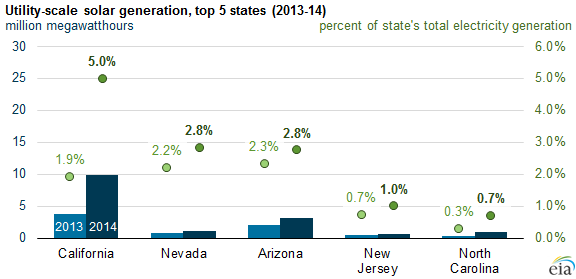 Utility-scale solar generation, top 5 states (2013-14)
million megawatthours percent of state's total electricity generation
30 6.0%
5.0%
25 5.0%
20 4.0%
2.8% 2.8%
15 3.0%
1.9% 2.2% 2.3%
10 2.0%
1.0%
0.7% 0.7%
5 1.0%
0.3%
2013 2014
0 0.0%
California Nevada Arizona New Jersey North Carolina
eia